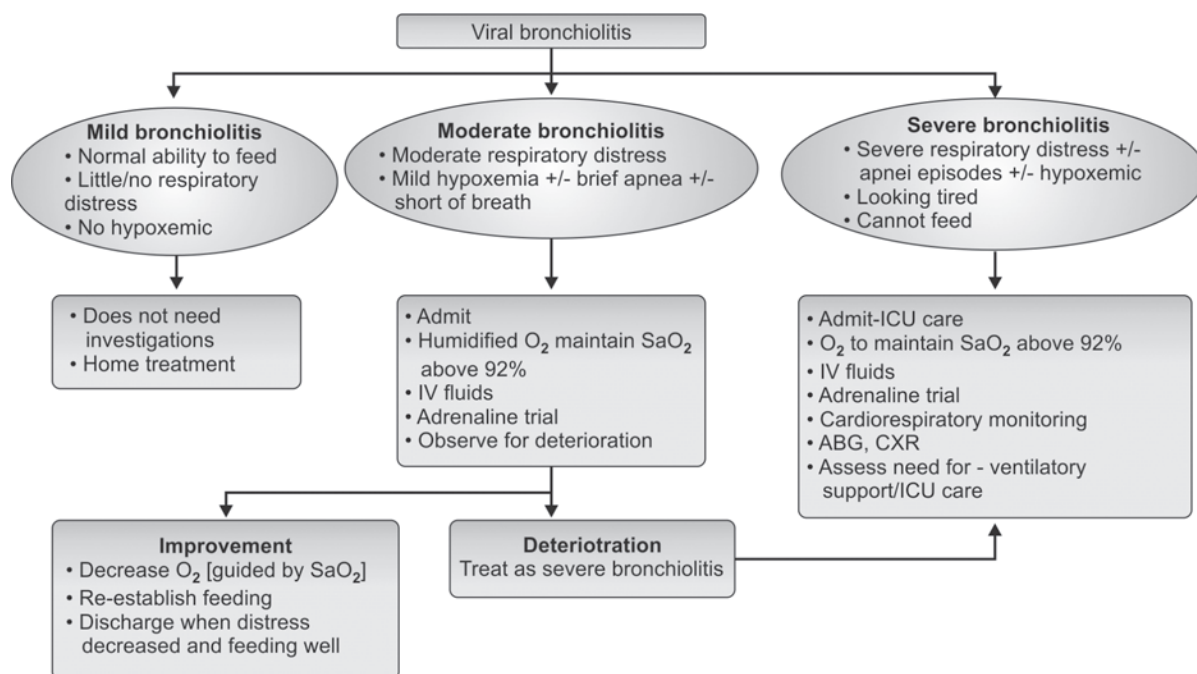 Viral bronchiolitis
Mild bronchiolitis
• Normal ability to feed
• Little/no respiratory
distress
• No hypoxemic
Moderate bronchiolitis
• Moderate respiratory distress
• Mild hypoxemia +/- brief apnea +/-
short of breath
Severe bronchiolitis
• Severe respiratory distress +/-
apnei episodes +/- hypoxemic
• Looking tired
• Cannot feed
• Does not need
investigations
• Home treatment
• Admit
• Humidified O₂ maintain SaO₂
above 92%
• IV fluids
• Adrenaline trial
• Observe for deterioration
• Admit-ICU care
• O₂ to maintain SaO₂ above 92%
• IV fluids
• Adrenaline trial
• Cardiorespiratory monitoring
• ABG, CXR
• Assess need for - ventilatory
support/ICU care
Improvement
• Decrease O₂ [guided by SaO₂]
• Re-establish feeding
• Discharge when distress
decreased and feeding well
Deteriotration
Treat as severe bronchiolitis